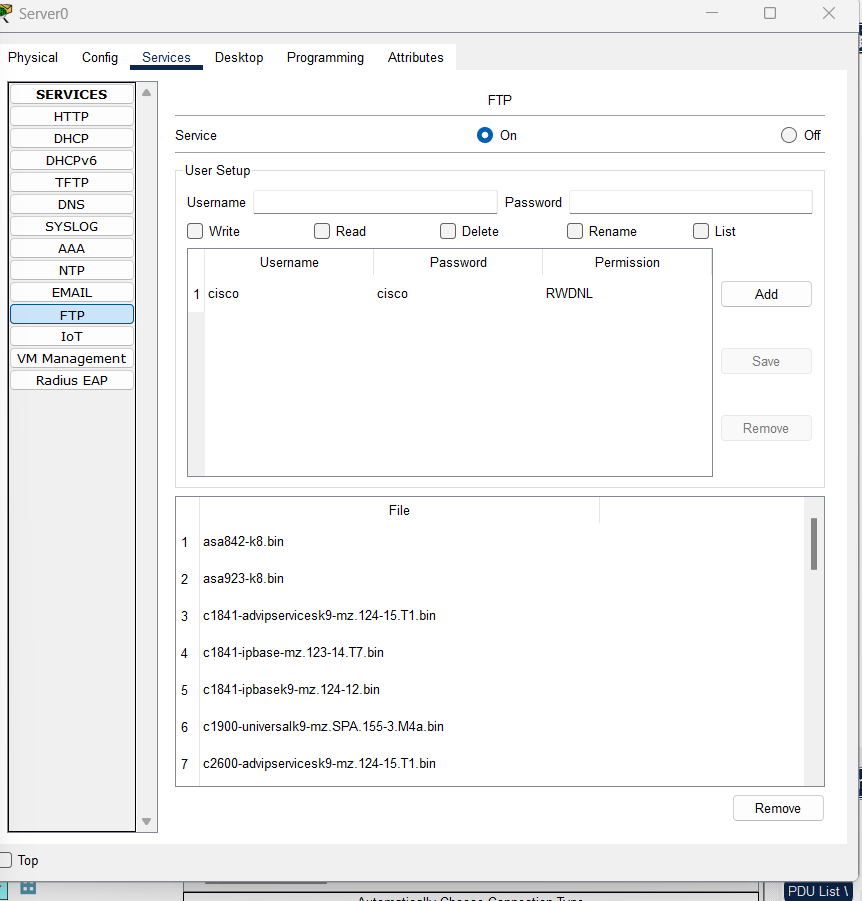 Server0
Physical Config Services Desktop Programming Attributes
SERVICES
HTTP
DHCP
DHCPv6
TFTP
DNS
SYSLOG
AAA
NTP
EMAIL
FTP
IoT
VM Management
Radius EAP
FTP
Service On Off
User Setup
Username Password
Write Read Delete Rename List
Username Password Permission
1 cisco cisco RWDNL
Add
Save
Remove
File
1 asa842-k8.bin
2 asa923-k8.bin
3 c1841-advipservicesk9-mz.124-15.T1.bin
4 c1841-ipbase-mz.123-14.T7.bin
5 c1841-ipbasek9-mz.124-12.bin
6 c1900-universalk9-mz.SPA.155-3.M4a.bin
7 c2600-advipservicesk9-mz.124-15.T1.bin
Remove
Top
PDU List
Automatically Choose Connection Type